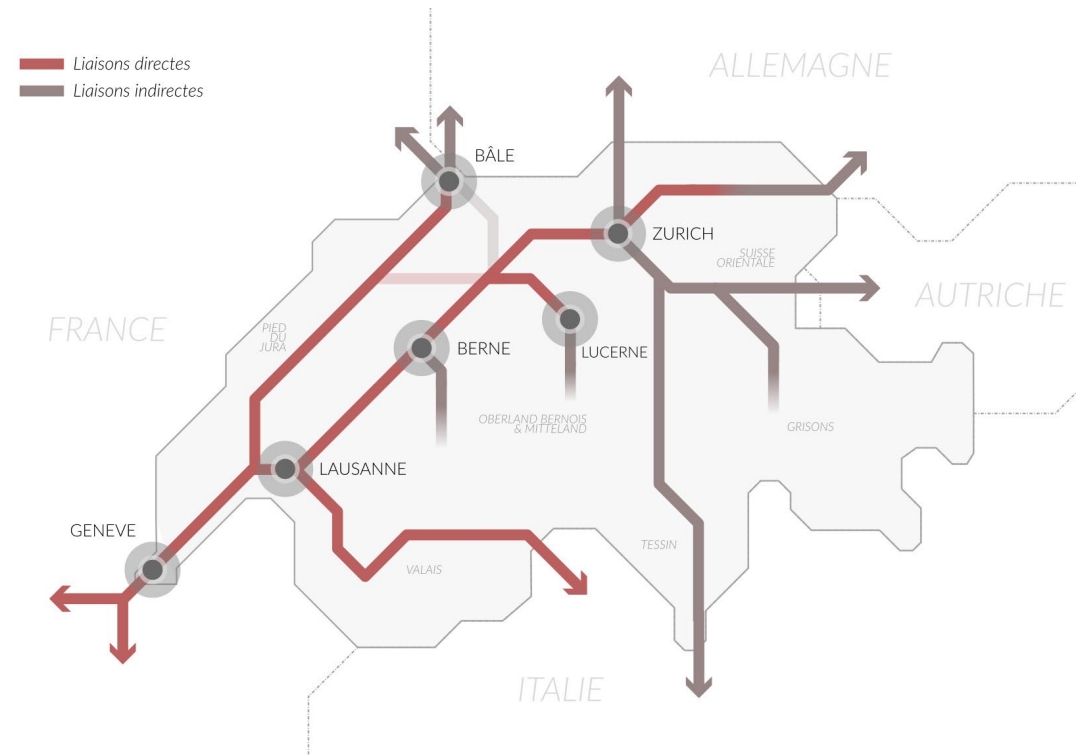 ALLEMAGNE
Liaisons directes
Liaisons indirectes
BÂLE
ZURICH
SUISSE
ORIENTALE
AUTRICHE
FRANCE
PIED
DU
JURA
BERNE
LUCERNE
OBERLAND BERNOIS
& MITTELAND
GRISONS
LAUSANNE
GENEVE
TESSIN
VALAIS
ITALIE